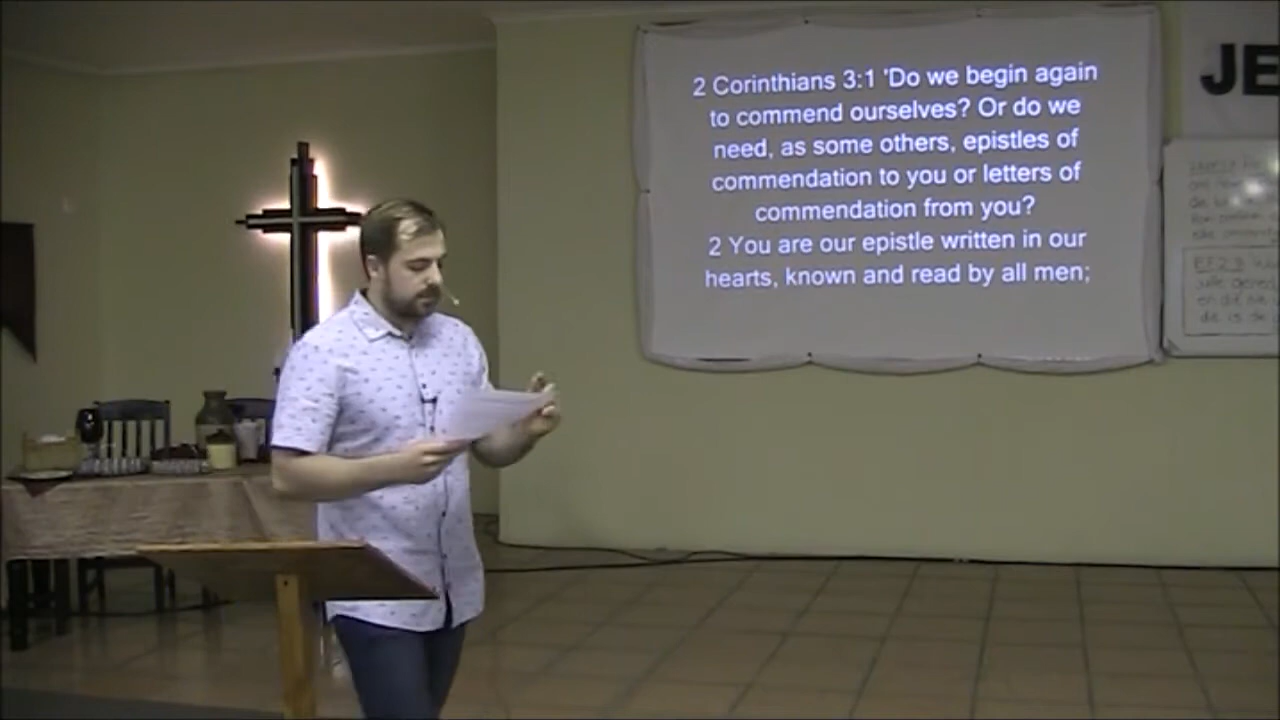 2 Corinthians 3:1 'Do we begin again
to commend ourselves? Or do we
need, as some others, epistles of
commendation to you or letters of
commendation from you?
2 You are our epistle written in our
hearts, known and read by all men;
JE